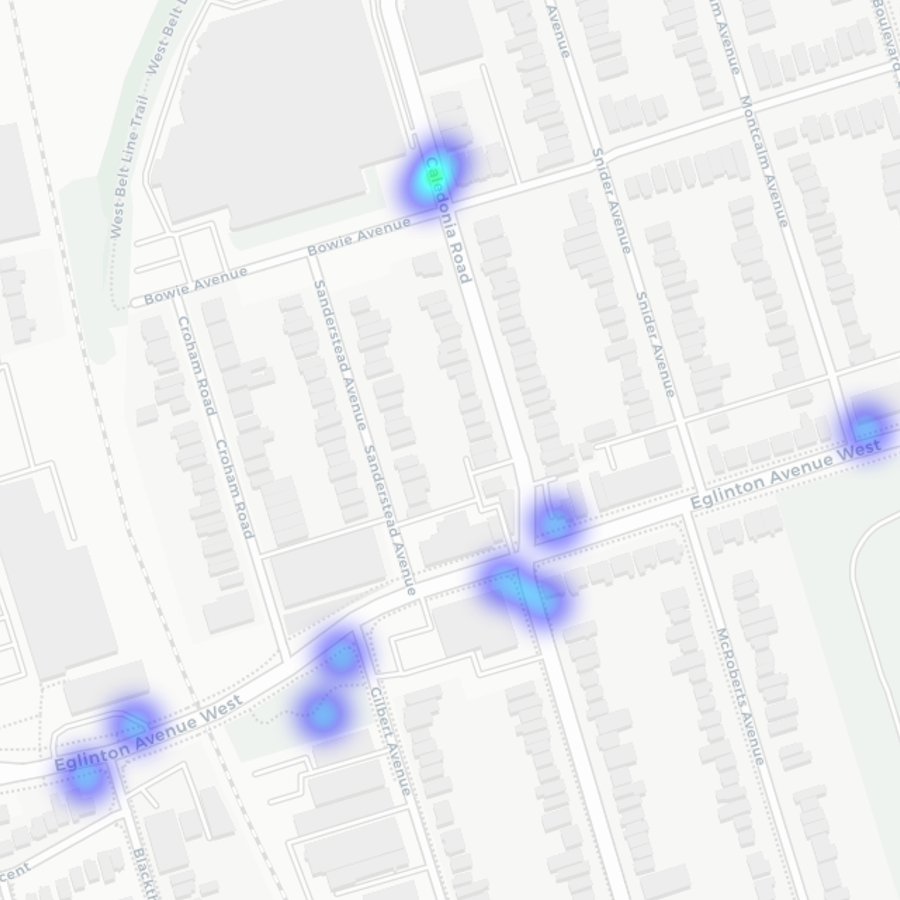 West Belt
West Belt Line Trail
Avenue
Avenue
Boulevard
Montcalm Avenue
Snider Avenue
Snider Avenue
Caledonia Road
Bowie Avenue
Bowie Avenue
Croham Road
Croham Road
Sanderstead Avenue
Sanderstead Avenue
Eglinton Avenue West
Eglinton Avenue West
Gilbert Avenue
McRoberts Avenue